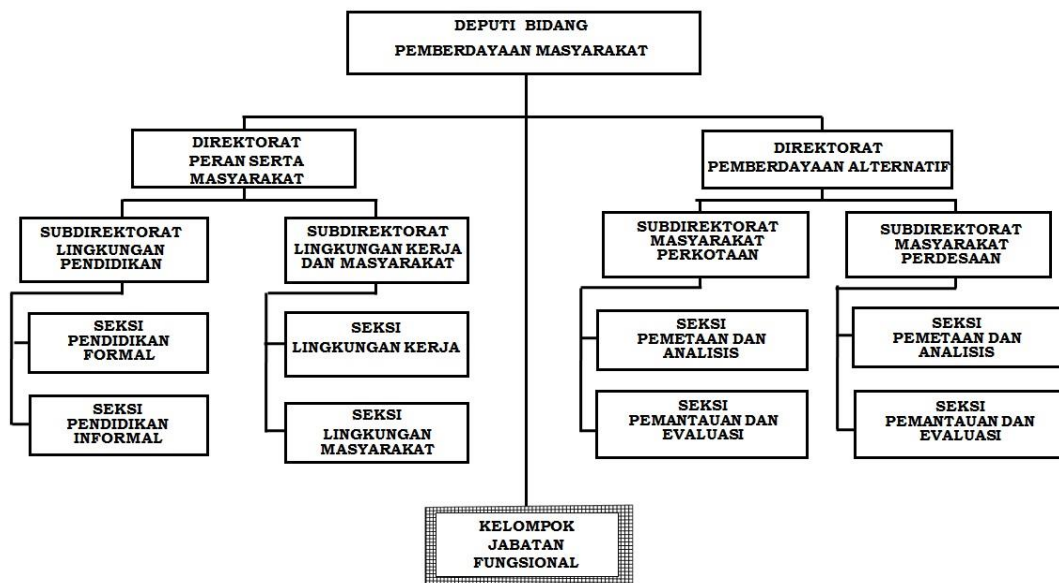 DEPUTI BIDANG
PEMBERDAYAAN MASYARAKAT
DIREKTORAT
PERAN SERTA
MASYARAKAT
DIREKTORAT
PEMBERDAYAAN ALTERNATIF
SUBDIREKTORAT
LINGKUNGAN
PENDIDIKAN
SUBDIREKTORAT
LINGKUNGAN KERJA
DAN MASYARAKAT
SUBDIREKTORAT
MASYARAKAT
PERKOTAAN
SUBDIREKTORAT
MASYARAKAT
PERDESAAN
SEKSI
PENDIDIKAN
FORMAL
SEKSI
LINGKUNGAN KERJA
SEKSI
PEMETAAN DAN
ANALISIS
SEKSI
PEMETAAN DAN
ANALISIS
SEKSI
PENDIDIKAN
INFORMAL
SEKSI
LINGKUNGAN
MASYARAKAT
SEKSI
PEMANTAUAN DAN
EVALUASI
SEKSI
PEMANTAUAN DAN
EVALUASI
KELOMPOK
JABATAN
FUNGSIONAL